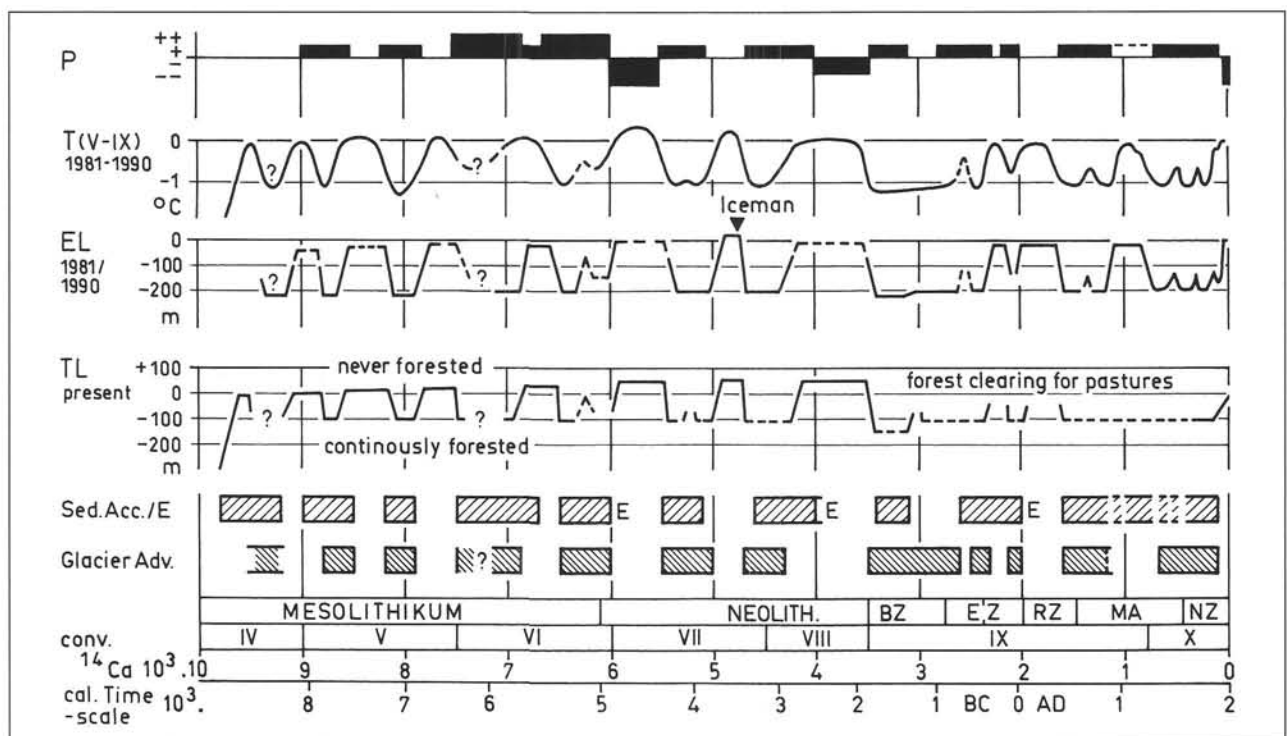 ++
P +
-
--
T(V-IX) 0
1981-1990
? ?
-1
°C
Iceman
EL 0
1981/ -100
1990
? ?
-200
m
TL +100
never forested
present 0
forest clearing for pastures
? ?
-100
continously forested
-200
m
Sed.Acc./E E E E
Glacier Adv. ?
MESOLITHIKUM NEOLITH. BZ E,Z RZ MA NZ
conv. IV V VI VII VIII IX X
14Ca 10³.10 9 8 7 6 5 4 3 2 1 0
cal. Time 10³. 8 7 6 5 4 3 2 1 BC 0 AD 1 2
-scale